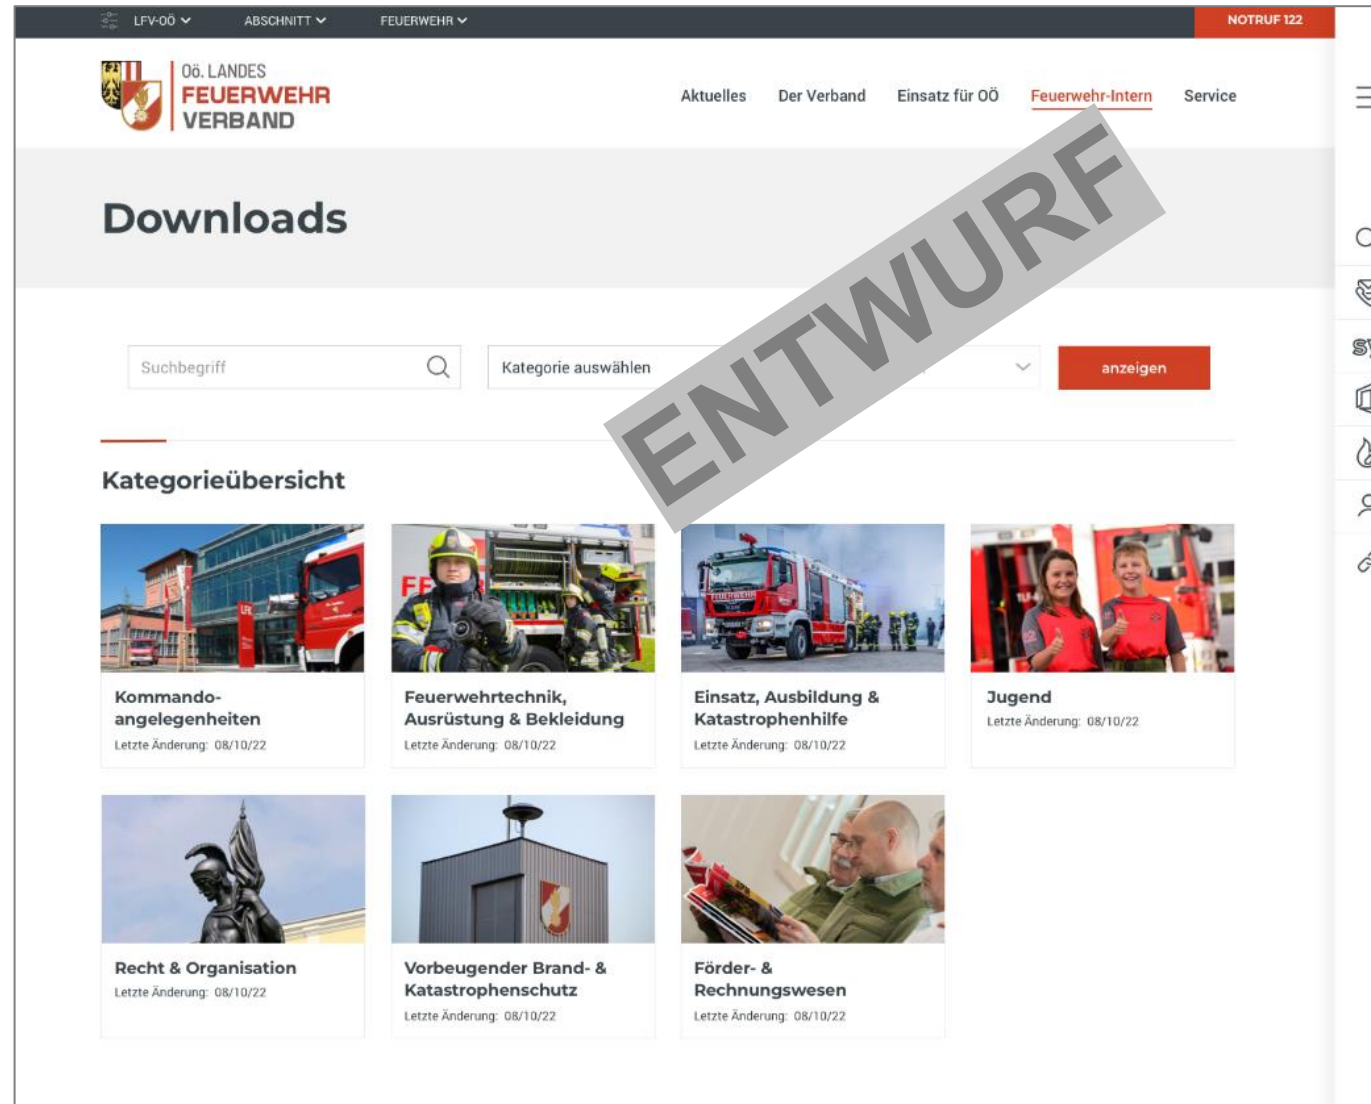 LFV-OÖ
ABSCHNITT
FEUERWEHR
NOTRUF 122
OÖ. LANDES
FEUERWEHR
VERBAND
Aktuelles
Der Verband
Einsatz für OÖ
Feuerwehr-Intern
Service
Downloads
ENTWURF
Suchbegriff
Kategorie auswählen
anzeigen
Kategorieübersicht
Kommando-
angelegenheiten
Letzte Änderung: 08/10/22
Feuerwehrtechnik,
Ausrüstung & Bekleidung
Letzte Änderung: 08/10/22
Einsatz, Ausbildung &
Katastrophenhilfe
Letzte Änderung: 08/10/22
Jugend
Letzte Änderung: 08/10/22
Recht & Organisation
Letzte Änderung: 08/10/22
Vorbeugender Brand- &
Katastrophenschutz
Letzte Änderung: 08/10/22
Förder- &
Rechnungswesen
Letzte Änderung: 08/10/22